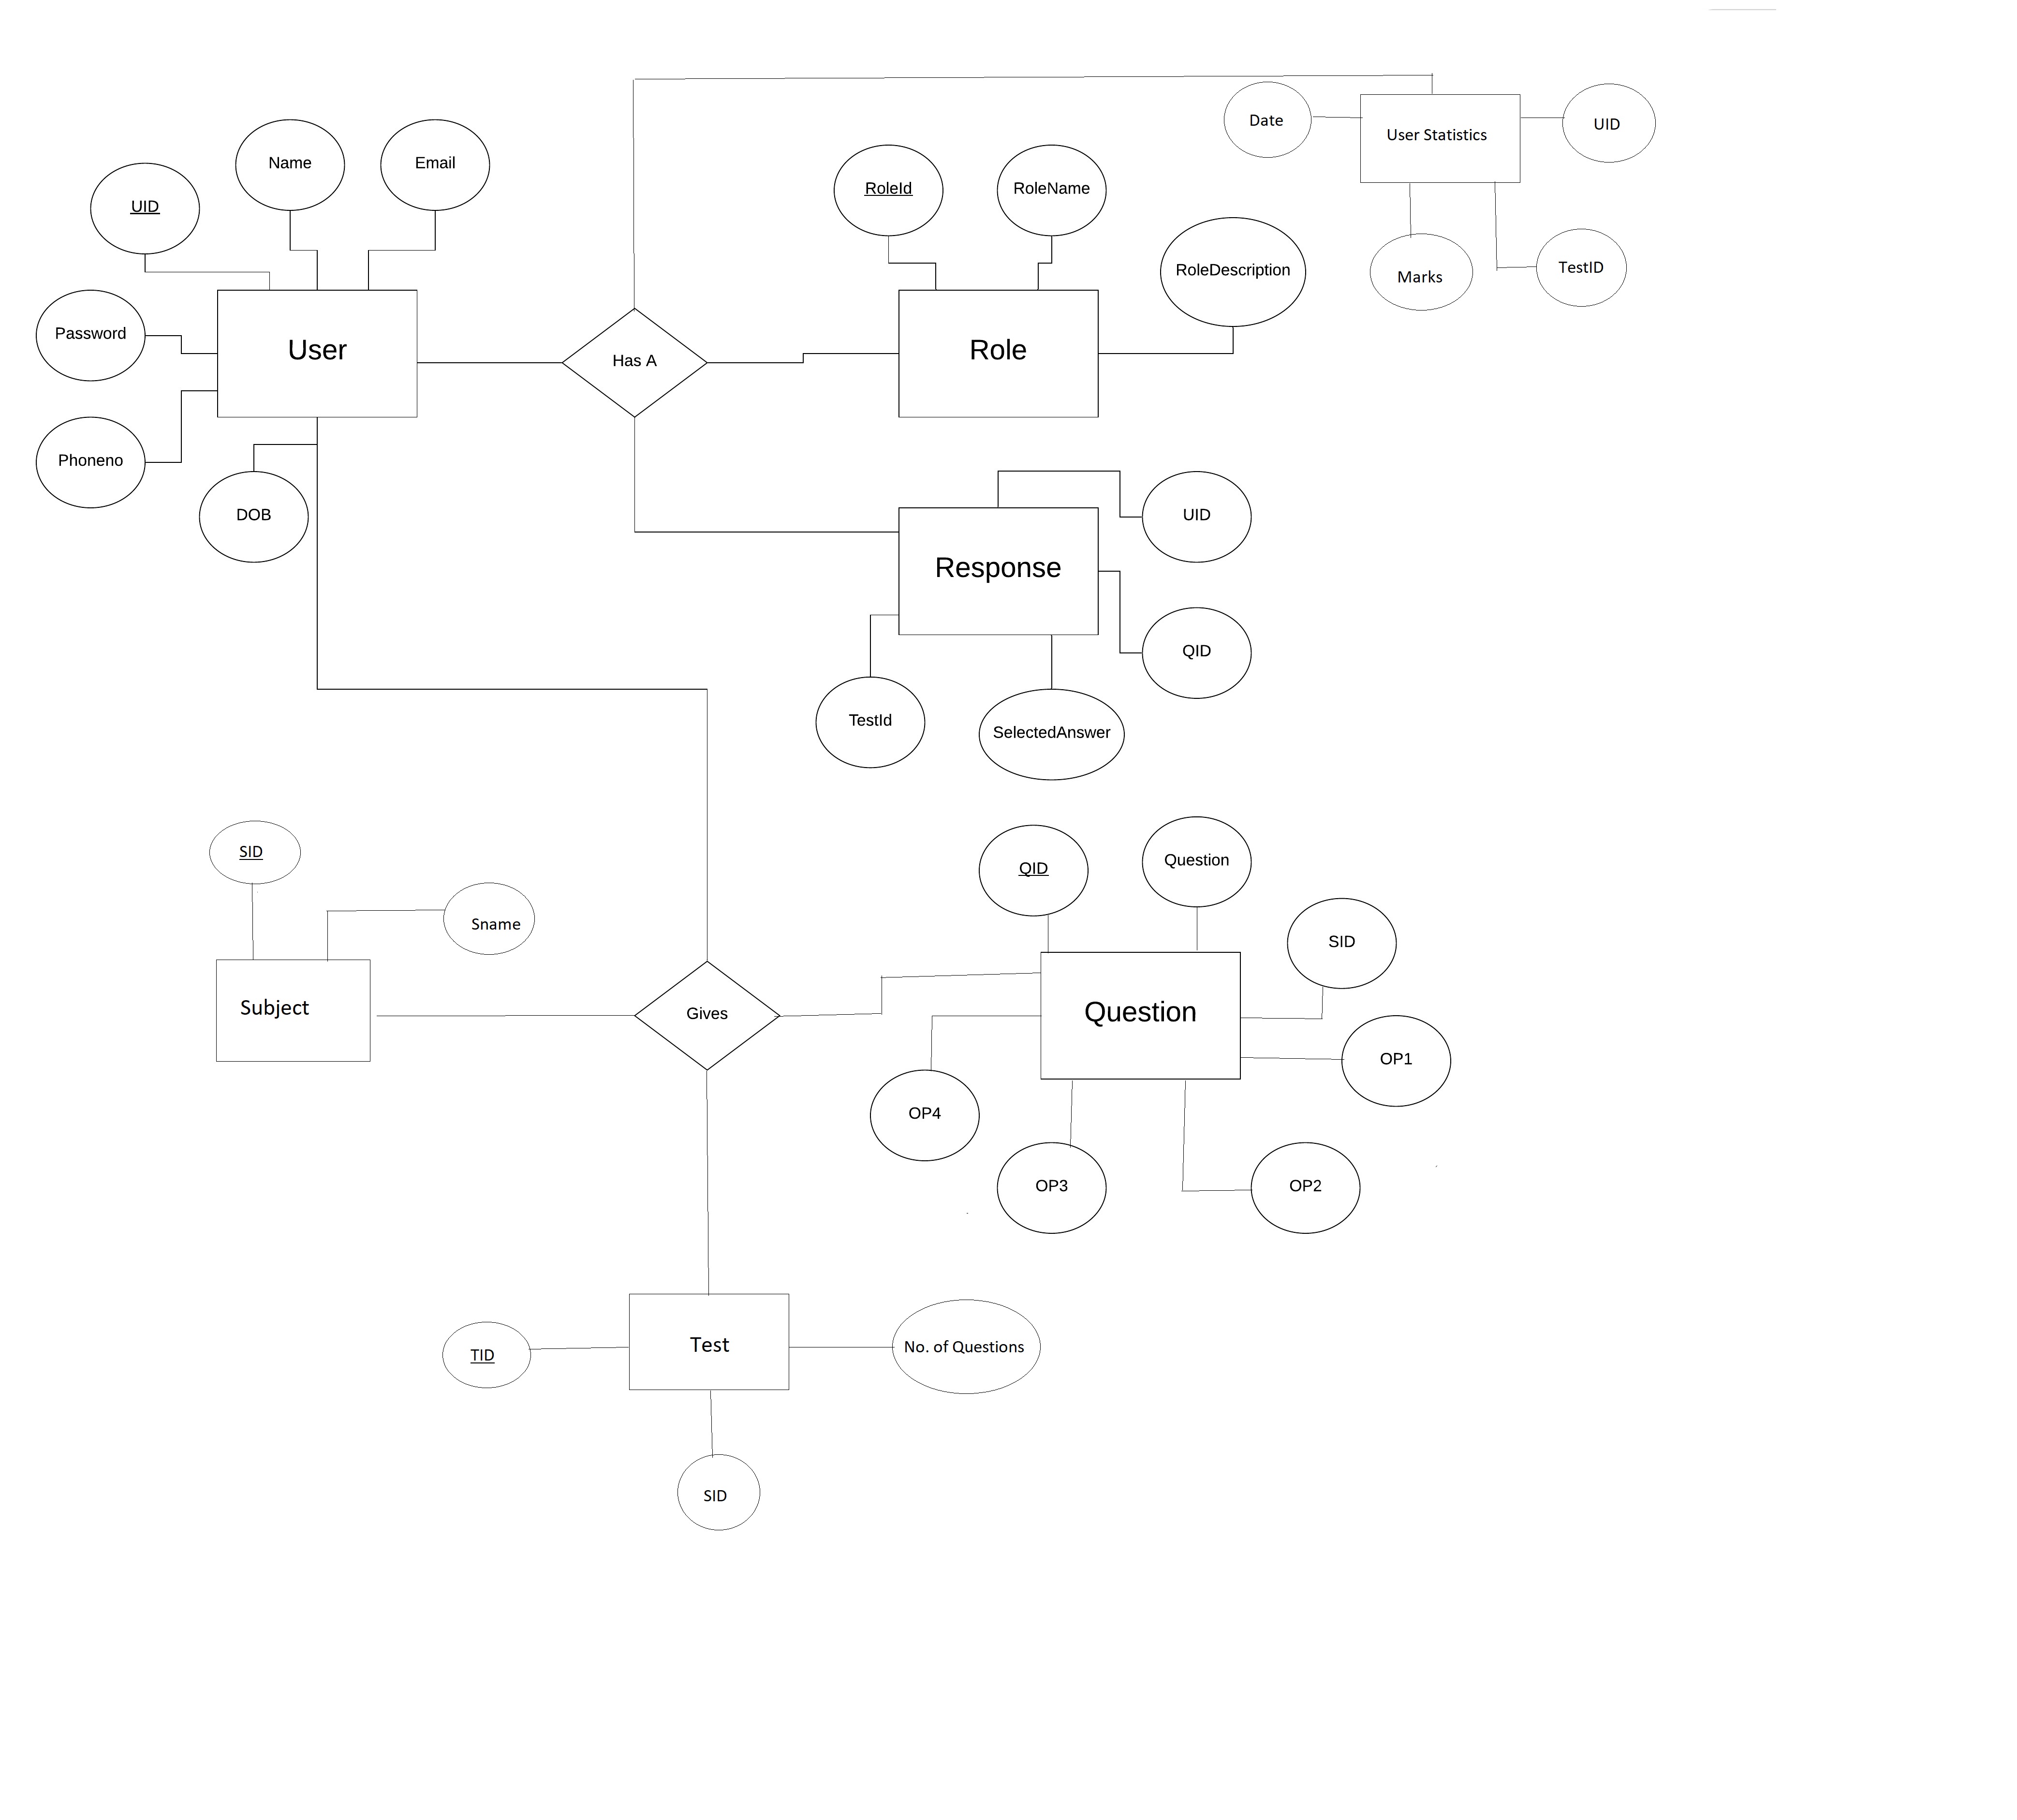 Date
User Statistics
UID
Name
Email
UID
RoleId
RoleName
RoleDescription
Marks
TestID
Password
User
Has A
Role
Phoneno
DOB
UID
Response
QID
TestId
SelectedAnswer
SID
Sname
QID
Question
SID
Subject
Gives
Question
OP1
OP4
OP3
OP2
TID
Test
No. of Questions
SID